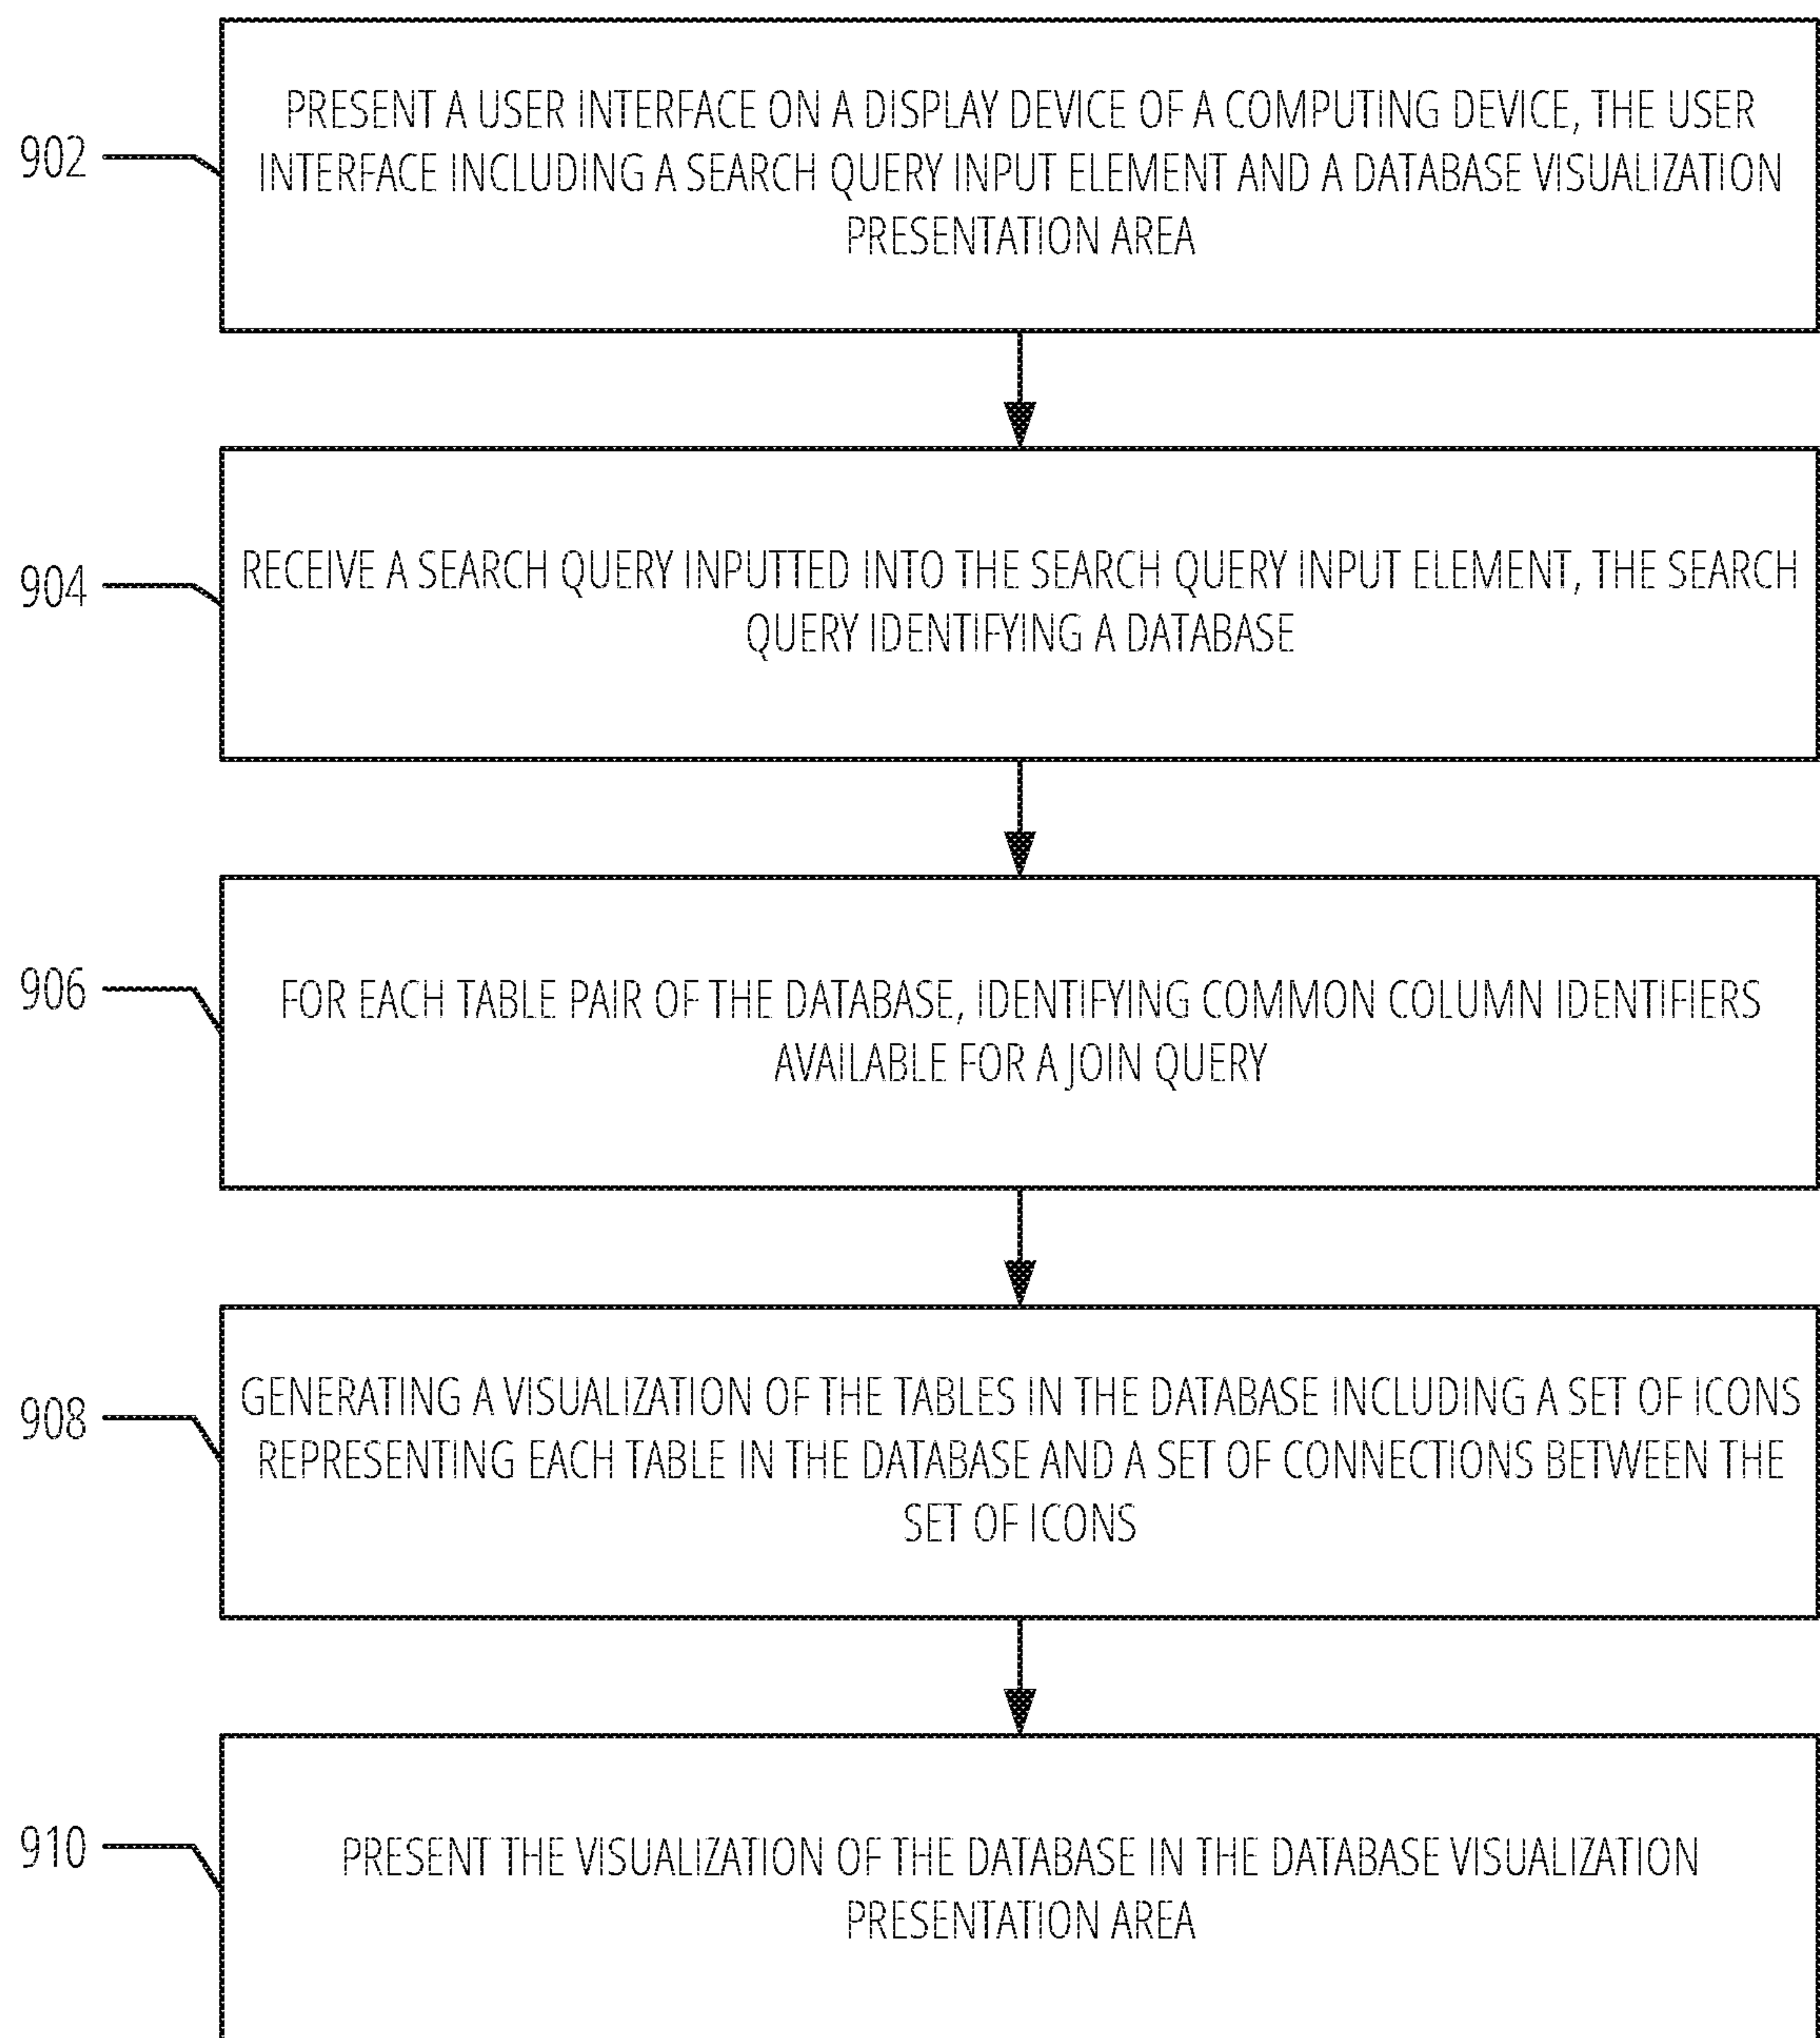 902
PRESENT A USER INTERFACE ON A DISPLAY DEVICE OF A COMPUTING DEVICE, THE USER
INTERFACE INCLUDING A SEARCH QUERY INPUT ELEMENT AND A DATABASE VISUALIZATION
PRESENTATION AREA
904
RECEIVE A SEARCH QUERY INPUTTED INTO THE SEARCH QUERY INPUT ELEMENT, THE SEARCH
QUERY IDENTIFYING A DATABASE
906
FOR EACH TABLE PAIR OF THE DATABASE, IDENTIFYING COMMON COLUMN IDENTIFIERS
AVAILABLE FOR A JOIN QUERY
908
GENERATING A VISUALIZATION OF THE TABLES IN THE DATABASE INCLUDING A SET OF ICONS
REPRESENTING EACH TABLE IN THE DATABASE AND A SET OF CONNECTIONS BETWEEN THE
SET OF ICONS
910
PRESENT THE VISUALIZATION OF THE DATABASE IN THE DATABASE VISUALIZATION
PRESENTATION AREA